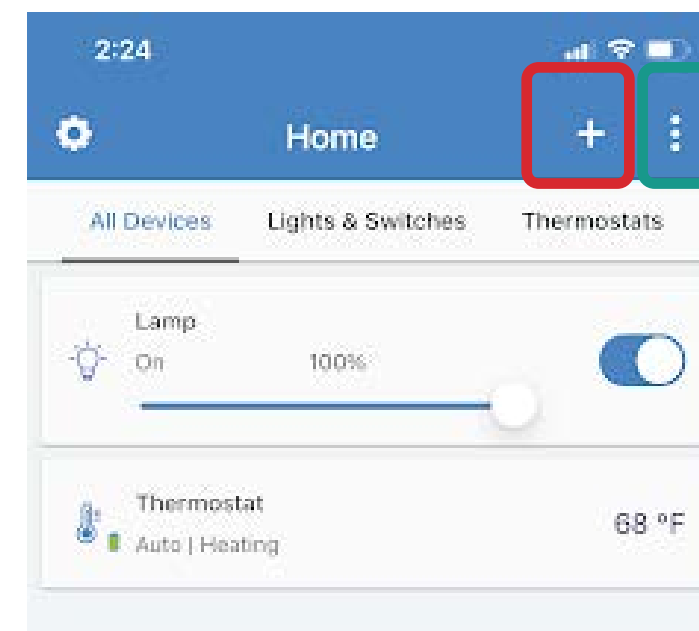 2:24
Home +
All Devices Lights & Switches Thermostats
Lamp
On 100%
Thermostat
68 °F
Auto | Heating